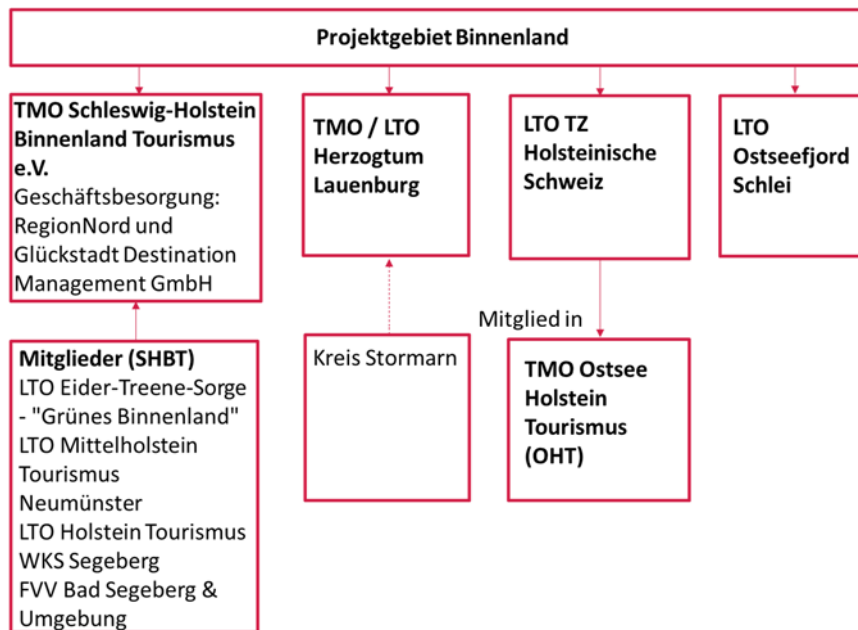 Projektgebiet Binnenland
TMO Schleswig-Holstein
Binnenland Tourismus
e.V.
Geschäftsbesorgung:
RegionNord und
Glückstadt Destination
Management GmbH
TMO / LTO
Herzogtum
Lauenburg
LTO TZ
Holsteinische
Schweiz
LTO
Ostseefjord
Schlei
Mitglied in
Mitglieder (SHBT)
LTO Eider-Treene-Sorge
- "Grünes Binnenland"
LTO Mittelholstein
Tourismus
Neumünster
LTO Holstein Tourismus
WKS Segeberg
FVV Bad Segeberg &
Umgebung
Kreis Stormarn
TMO Ostsee
Holstein
Tourismus
(OHT)